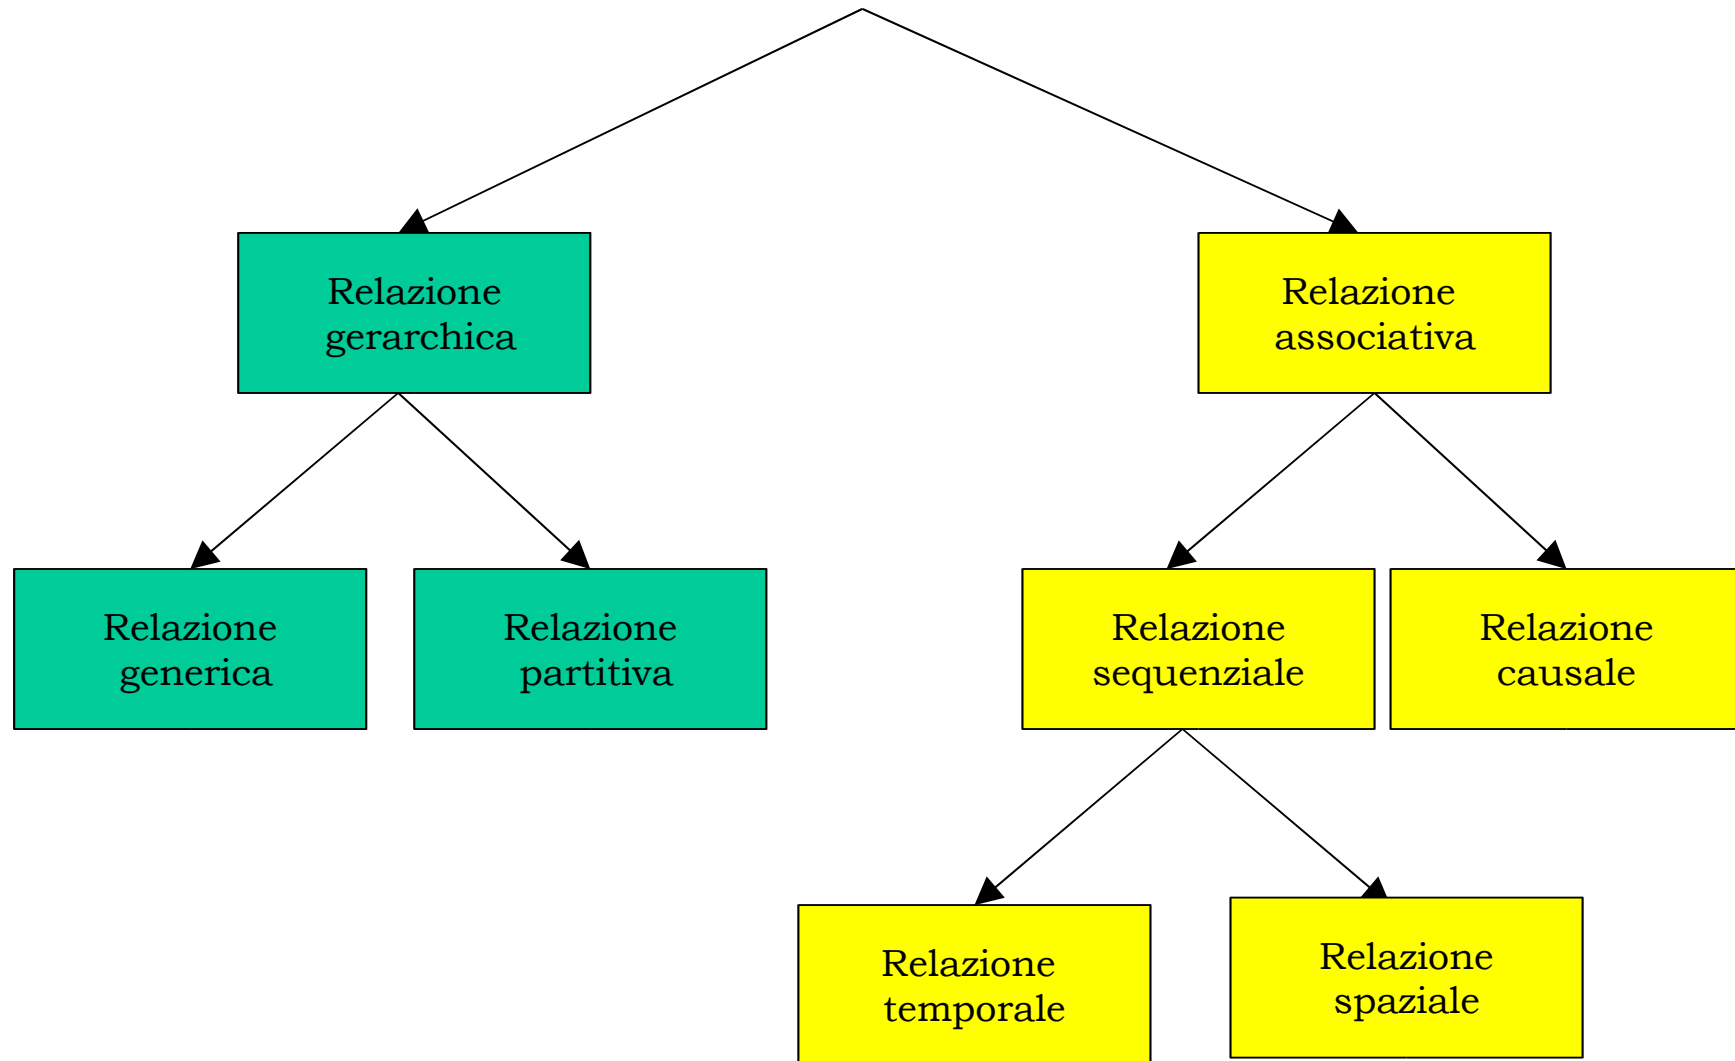 Relazione
gerarchica
Relazione
associativa
Relazione
generica
Relazione
partitiva
Relazione
sequenziale
Relazione
causale
Relazione
temporale
Relazione
spaziale